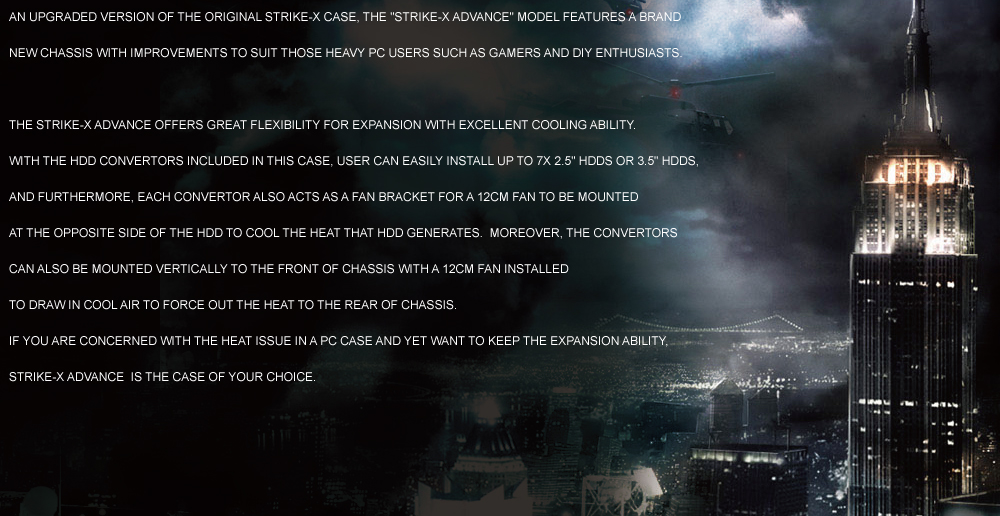 AN UPGRADED VERSION OF THE ORIGINAL STRIKE-X CASE, THE "STRIKE-X ADVANCE" MODEL FEATURES A BRAND
NEW CHASSIS WITH IMPROVEMENTS TO SUIT THOSE HEAVY PC USERS SUCH AS GAMERS AND DIY ENTHUSIASTS.
THE STRIKE-X ADVANCE OFFERS GREAT FLEXIBILITY FOR EXPANSION WITH EXCELLENT COOLING ABILITY.
WITH THE HDD CONVERTORS INCLUDED IN THIS CASE, USER CAN EASILY INSTALL UP TO 7X 2.5" HDDS OR 3.5" HDDS,
AND FURTHERMORE, EACH CONVERTOR ALSO ACTS AS A FAN BRACKET FOR A 12CM FAN TO BE MOUNTED
AT THE OPPOSITE SIDE OF THE HDD TO COOL THE HEAT THAT HDD GENERATES.  MOREOVER, THE CONVERTORS
CAN ALSO BE MOUNTED VERTICALLY TO THE FRONT OF CHASSIS WITH A 12CM FAN INSTALLED
TO DRAW IN COOL AIR TO FORCE OUT THE HEAT TO THE REAR OF CHASSIS.
IF YOU ARE CONCERNED WITH THE HEAT ISSUE IN A PC CASE AND YET WANT TO KEEP THE EXPANSION ABILITY,
STRIKE-X ADVANCE  IS THE CASE OF YOUR CHOICE.